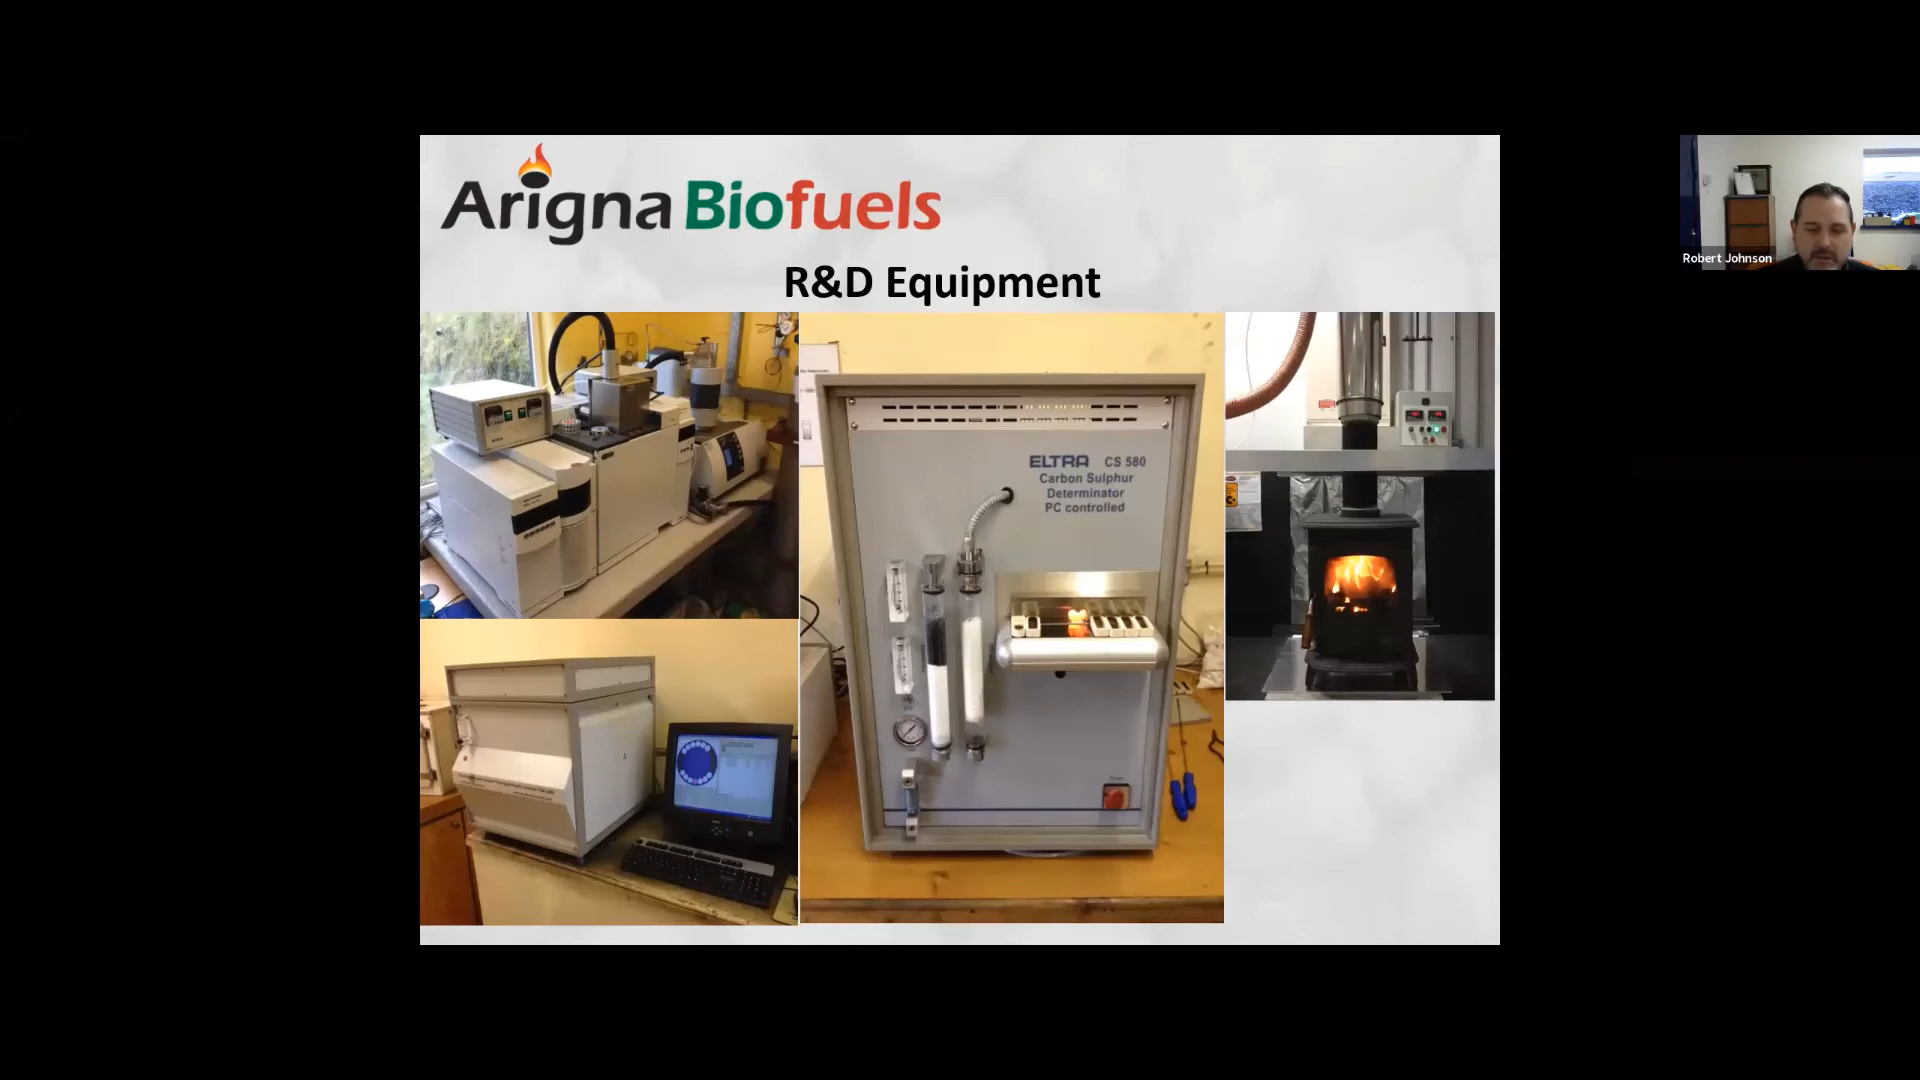 Arigna Biofuels
R&D Equipment
ELTRA CS 580
Carbon Sulphur
Determinator
PC controlled
Robert Johnson